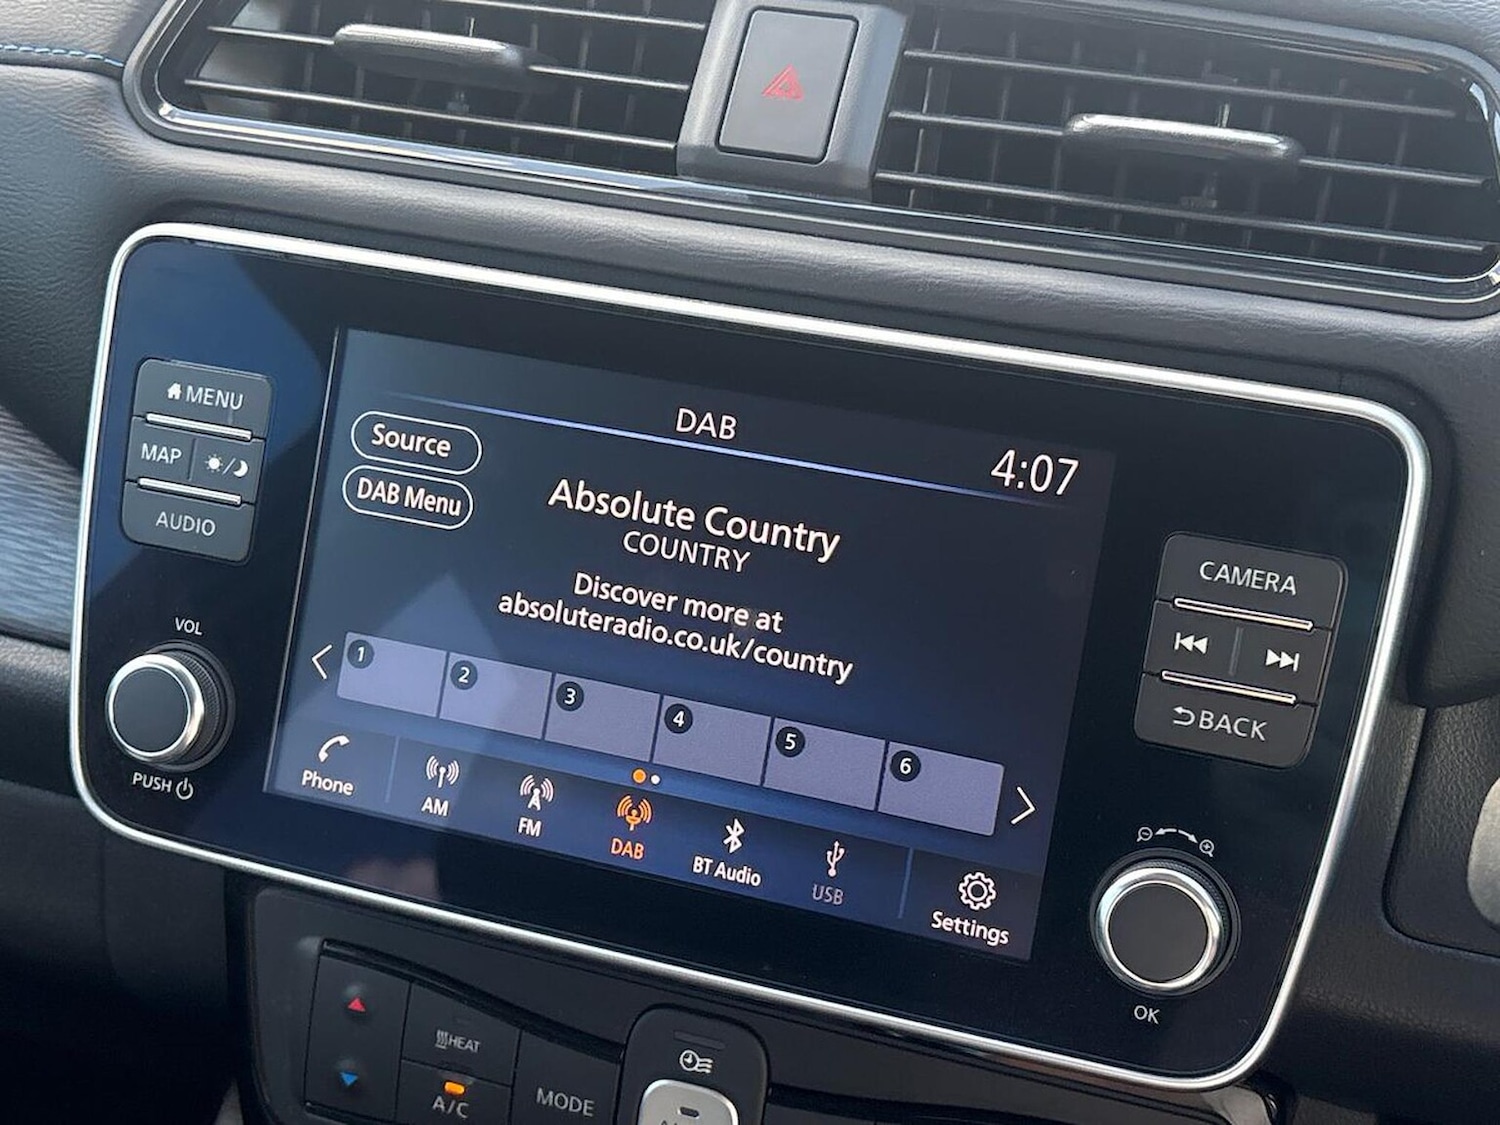 MENU
MAP
AUDIO
VOL
PUSH
DAB
4:07
Source
DAB Menu
Absolute Country
COUNTRY
Discover more at
absoluteradio.co.uk/country
1 2 3 4 5 6
Phone
AM
FM
DAB
BT Audio
USB
Settings
CAMERA
BACK
OK
HEAT
A/C
MODE